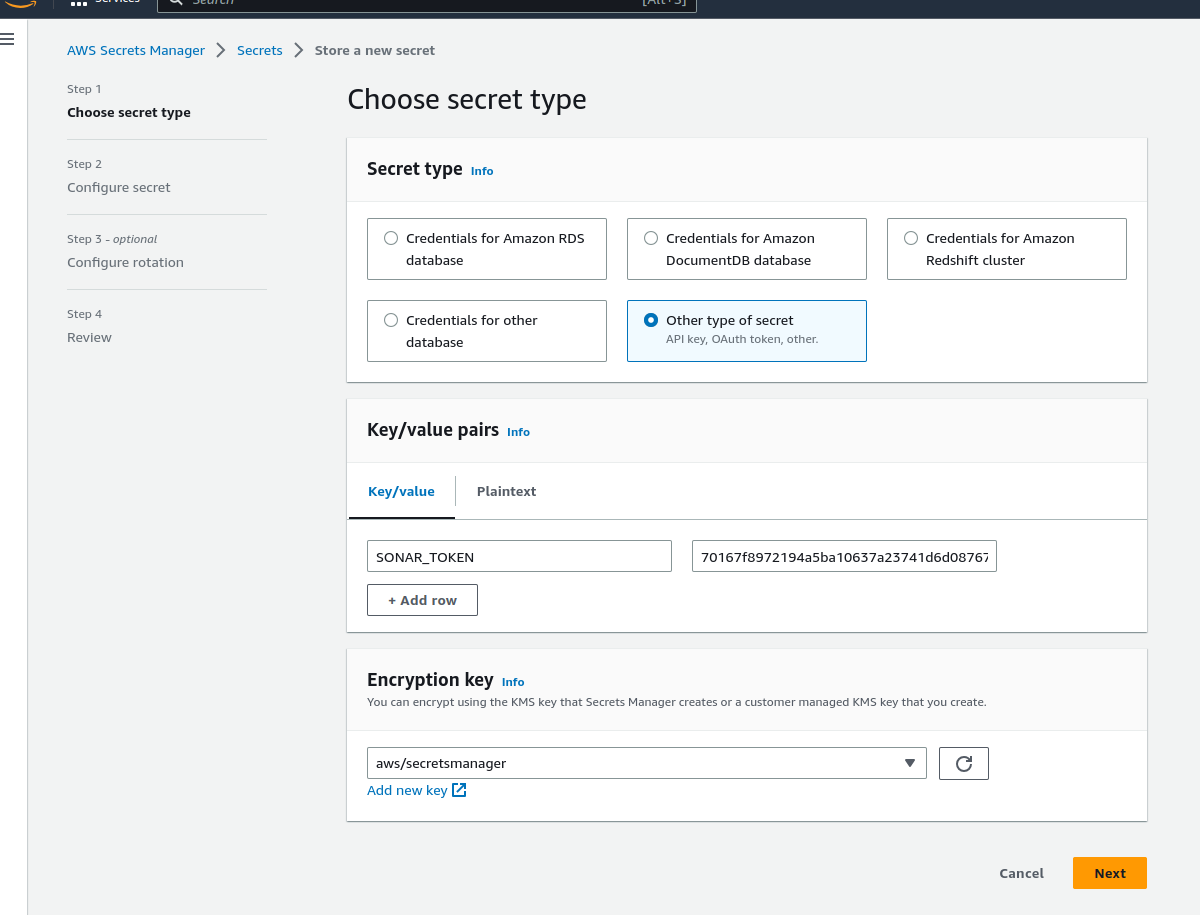 Services
Search
[Alt+S]
AWS Secrets Manager
Secrets
Store a new secret
Step 1
Choose secret type
Step 2
Configure secret
Step 3 - optional
Configure rotation
Step 4
Review
Choose secret type
Secret type Info
Credentials for Amazon RDS
database
Credentials for Amazon
DocumentDB database
Credentials for Amazon
Redshift cluster
Credentials for other
database
Other type of secret
API key, OAuth token, other.
Key/value pairs Info
Key/value
Plaintext
SONAR_TOKEN
70167f8972194a5ba10637a23741d6d08767
+ Add row
Encryption key Info
You can encrypt using the KMS key that Secrets Manager creates or a customer managed KMS key that you create.
aws/secretsmanager
Add new key
Cancel
Next